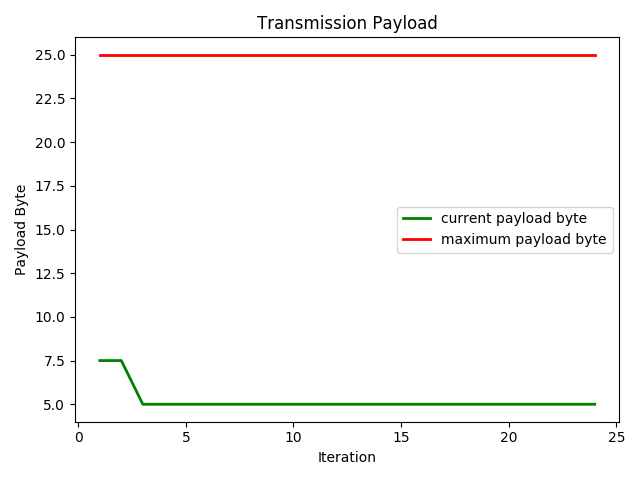 Transmission Payload
25.0
22.5
20.0
17.5
15.0
12.5
10.0
7.5
5.0
Payload Byte
current payload byte
maximum payload byte
0 5 10 15 20 25
Iteration